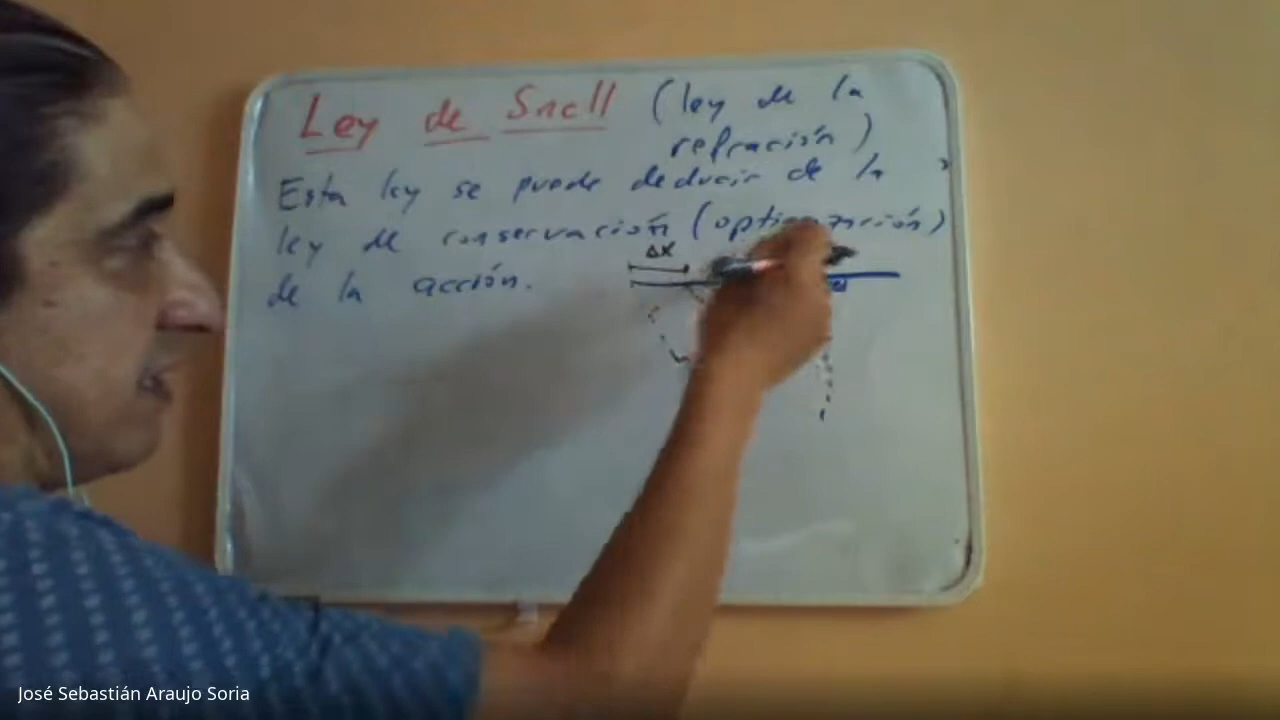 Ley de Snell (ley de la
refracción)
Esta ley se puede deducir de la
ley de conservación (optimización)
de la acción.
Δx
José Sebastián Araujo Soria